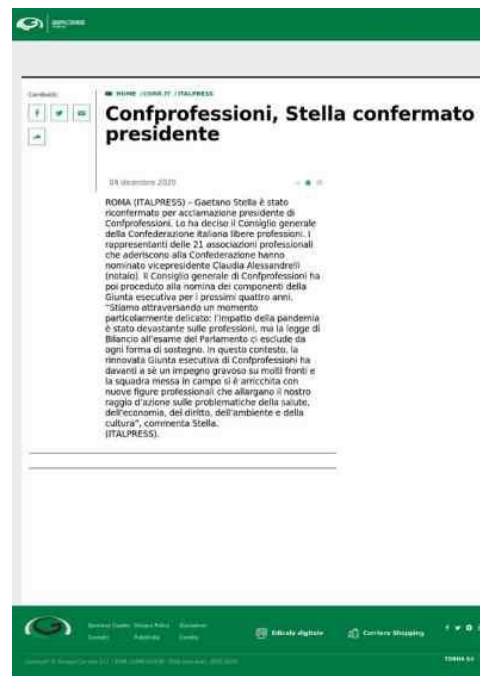 Condividi:
HOME / CORR.IT / ITALPRESS
Confprofessioni, Stella confermato
presidente
04 dicembre 2020
ROMA (ITALPRESS) – Gaetano Stella è stato
riconfermato per acclamazione presidente di
Confprofessioni. Lo ha deciso il Consiglio generale
della Confederazione italiana libere professioni. I
rappresentanti delle 21 associazioni professionali
che aderiscono alla Confederazione hanno
nominato vicepresidente Claudia Alessandrelli
(notaio). Il Consiglio generale di Confprofessioni ha
poi proceduto alla nomina dei componenti della
Giunta esecutiva per i prossimi quattro anni.
"Stiamo attraversando un momento
particolarmente delicato: l'impatto della pandemia
è stato devastante sulle professioni, ma la legge di
Bilancio all'esame del Parlamento ci esclude da
ogni forma di sostegno. In questo contesto, la
rinnovata Giunta esecutiva di Confprofessioni ha
davanti a sè un impegno gravoso su molti fronti e
la squadra messa in campo si è arricchita con
nuove figure professionali che allargano il nostro
raggio d'azione sulle problematiche della salute,
dell'economia, del diritto, dell'ambiente e della
cultura", commenta Stella.
(ITALPRESS).
Privacy Policy
Contatti Pubblicità
Edicola digitale
Corriere Shopping
TORNA SU